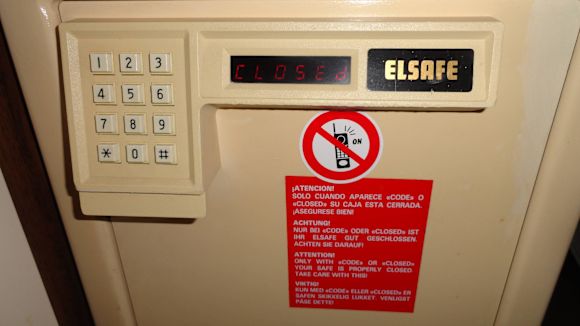 1 2 3
4 5 6
7 8 9
* 0 #
CLOSEd
ELSAFE
ON
¡ATENCION!
SOLO CUANDO APARECE «CODE» O
«CLOSED» SU CAJA ESTA CERRADA.
¡ASEGURESE BIEN!
ACHTUNG!
NUR BEI «CODE» ODER «CLOSED» IST
IHR ELSAFE GUT GESCHLOSSEN.
ACHTEN SIE DARAUF!
ATTENTION!
ONLY WITH «CODE» OR «CLOSED»
YOUR SAFE IS PROPERLY CLOSED.
TAKE CARE WITH THIS!
VIKTIG!
KUN MED «CODE» ELLER «CLOSED» ER
SAFEN SKIKKELIG LUKKET. VENLIGST
PÅSE DETTE!